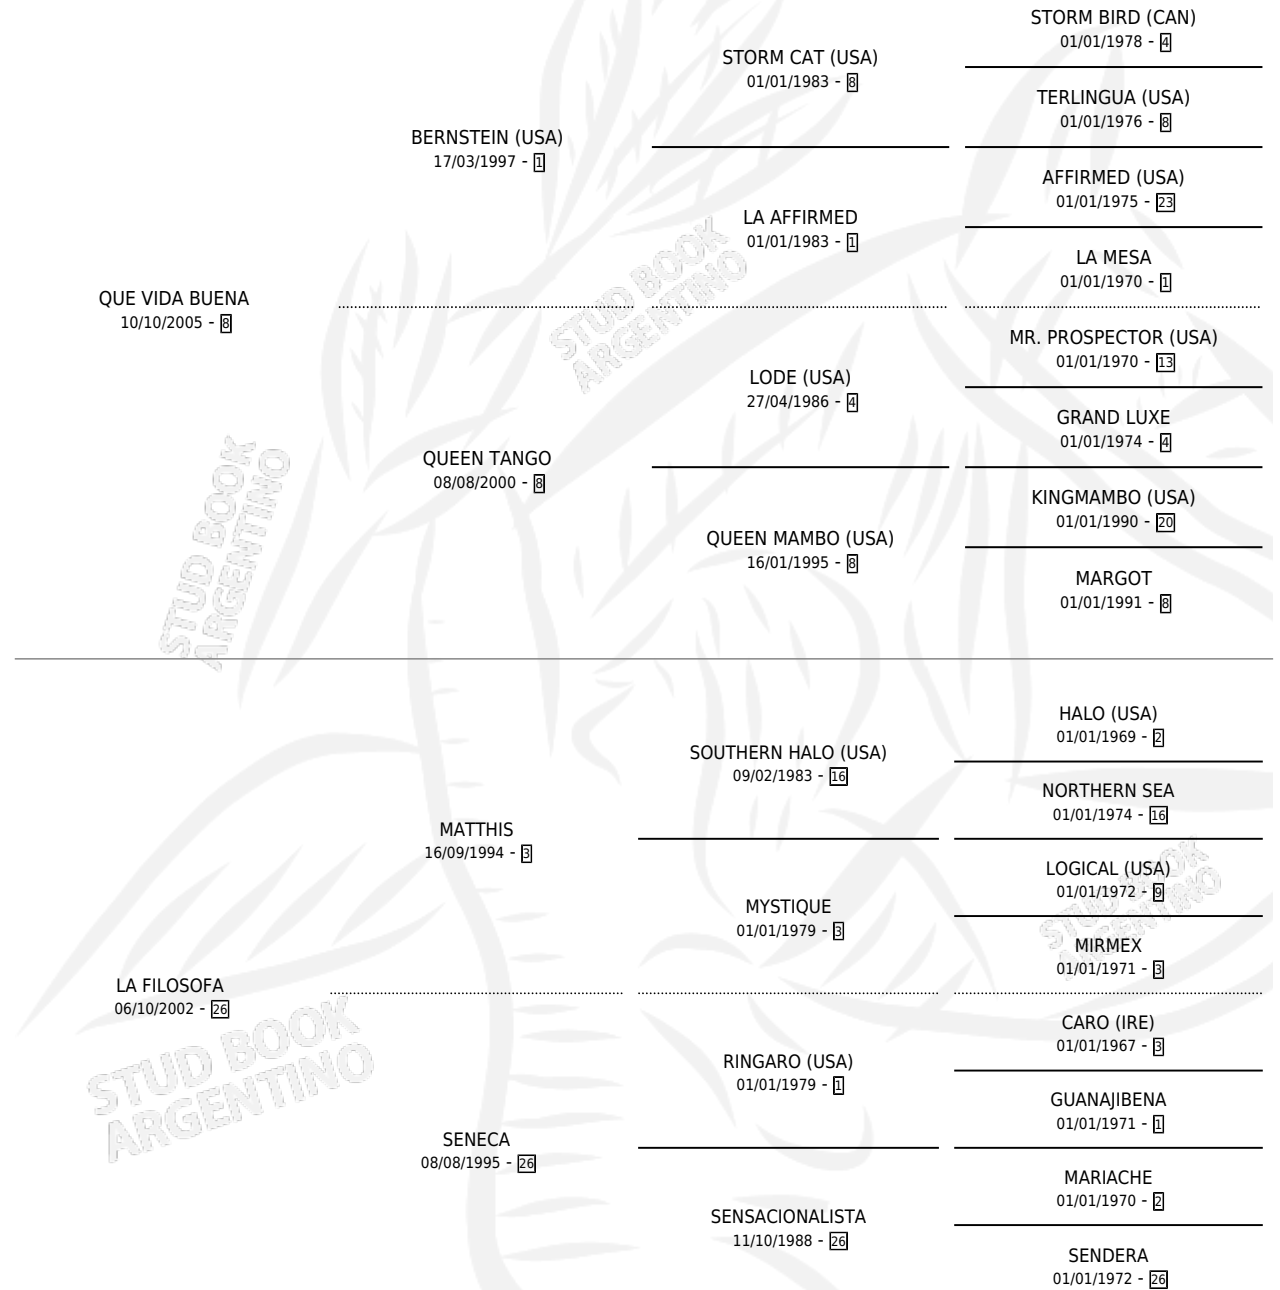 STORM BIRD (CAN)
01/01/1978 - 4
STORM CAT (USA)
01/01/1983 - 8
TERLINGUA (USA)
01/01/1976 - 8
BERNSTEIN (USA)
17/03/1997 - 1
AFFIRMED (USA)
01/01/1975 - 23
LA AFFIRMED
01/01/1983 - 1
LA MESA
01/01/1970 - 1
QUE VIDA BUENA
10/10/2005 - 8
MR. PROSPECTOR (USA)
01/01/1970 - 13
LODE (USA)
27/04/1986 - 4
GRAND LUXE
01/01/1974 - 4
QUEEN TANGO
08/08/2000 - 8
KINGMAMBO (USA)
01/01/1990 - 20
QUEEN MAMBO (USA)
16/01/1995 - 8
MARGOT
01/01/1991 - 8
STUD BOOK
ARGENTINO
STUD BOOK
ARGENTINO
HALO (USA)
01/01/1969 - 2
SOUTHERN HALO (USA)
09/02/1983 - 16
NORTHERN SEA
01/01/1974 - 16
MATTHIS
16/09/1994 - 3
LOGICAL (USA)
01/01/1972 - 9
MYSTIQUE
01/01/1979 - 3
MIRMEX
01/01/1971 - 3
LA FILOSOFA
06/10/2002 - 26
CARO (IRE)
01/01/1967 - 3
RINGARO (USA)
01/01/1979 - 1
GUANAJIBENA
01/01/1971 - 1
SENECA
08/08/1995 - 26
MARIACHE
01/01/1970 - 2
SENSACIONALISTA
11/10/1988 - 26
SENDERA
01/01/1972 - 26
STUD BOOK
ARGENTINO
STUD BOOK
ARGENTINO